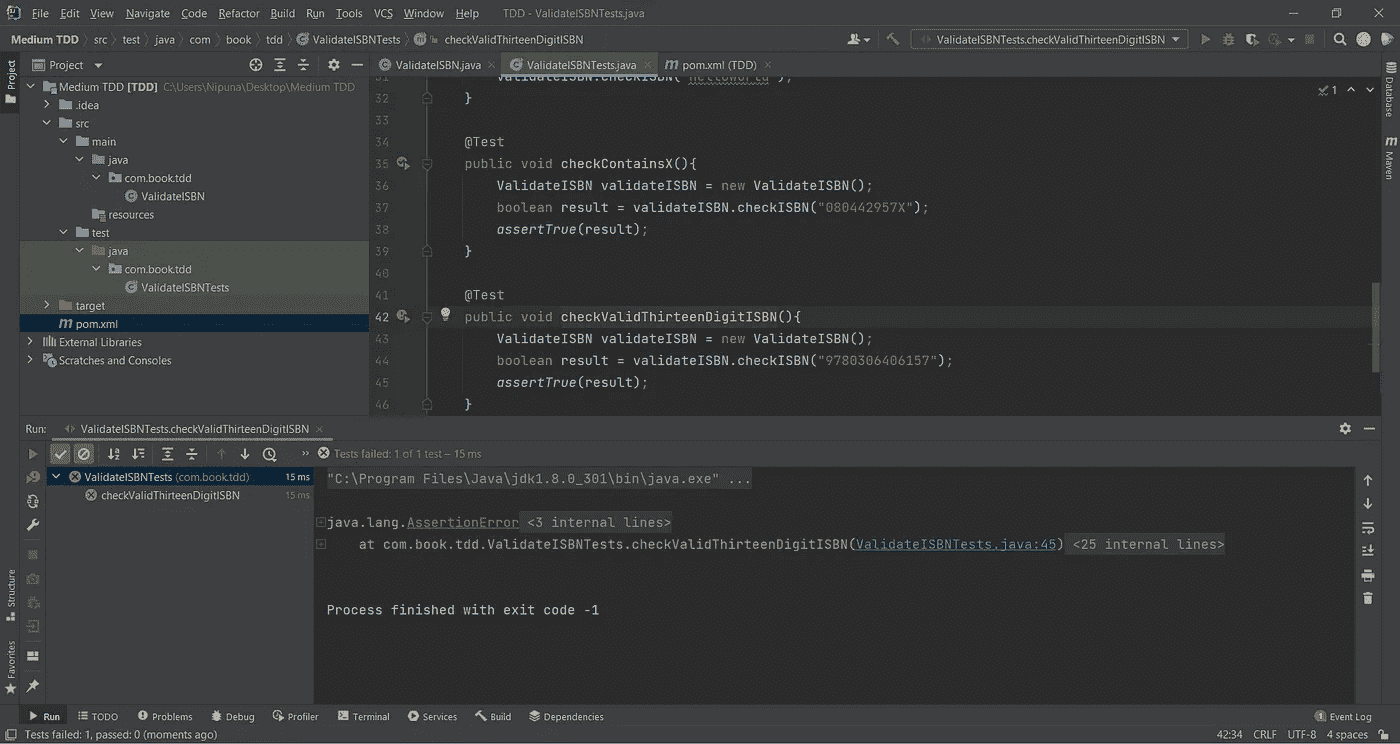 File Edit View Navigate Code Refactor Build Run Tools VCS Window Help TDD - ValidateISBNTests.java
Medium TDD src test java com book tdd ValidateISBNTests checkValidThirteenDigitISBN ValidateISBNTests.checkValidThirteenDigitISBN
Project
Project
ValidateISBN.java ValidateISBNTests.java pom.xml (TDD)
Medium TDD [TDD] C:\Users\Nipuna\Desktop\Medium TDD
.idea
src
main
java
com.book.tdd
ValidateISBN
resources
test
java
com.book.tdd
ValidateISBNTests
target
pom.xml
External Libraries
Scratches and Consoles
31 validateISBN.checkISBN("helloworld");
32 }
33
34 @Test
35 public void checkContainsX(){
36 ValidateISBN validateISBN = new ValidateISBN();
37 boolean result = validateISBN.checkISBN("080442957X");
38 assertTrue(result);
39 }
40
41 @Test
42 public void checkValidThirteenDigitISBN(){
43 ValidateISBN validateISBN = new ValidateISBN();
44 boolean result = validateISBN.checkISBN("9780306406157");
45 assertTrue(result);
46 }
1
Database
Maven
Run: ValidateISBNTests.checkValidThirteenDigitISBN
Tests failed: 1 of 1 test – 15 ms
ValidateISBNTests (com.book.tdd) 15 ms
checkValidThirteenDigitISBN 15 ms
"C:\Program Files\Java\jdk1.8.0_301\bin\java.exe" ...
java.lang.AssertionError <3 internal lines>
at com.book.tdd.ValidateISBNTests.checkValidThirteenDigitISBN(ValidateISBNTests.java:45) <25 internal lines>
Process finished with exit code -1
Structure
Favorites
Run TODO Problems Debug Profiler Terminal Services Build Dependencies 1 Event Log
Tests failed: 1, passed: 0 (moments ago) 42:34 CRLF UTF-8 4 spaces